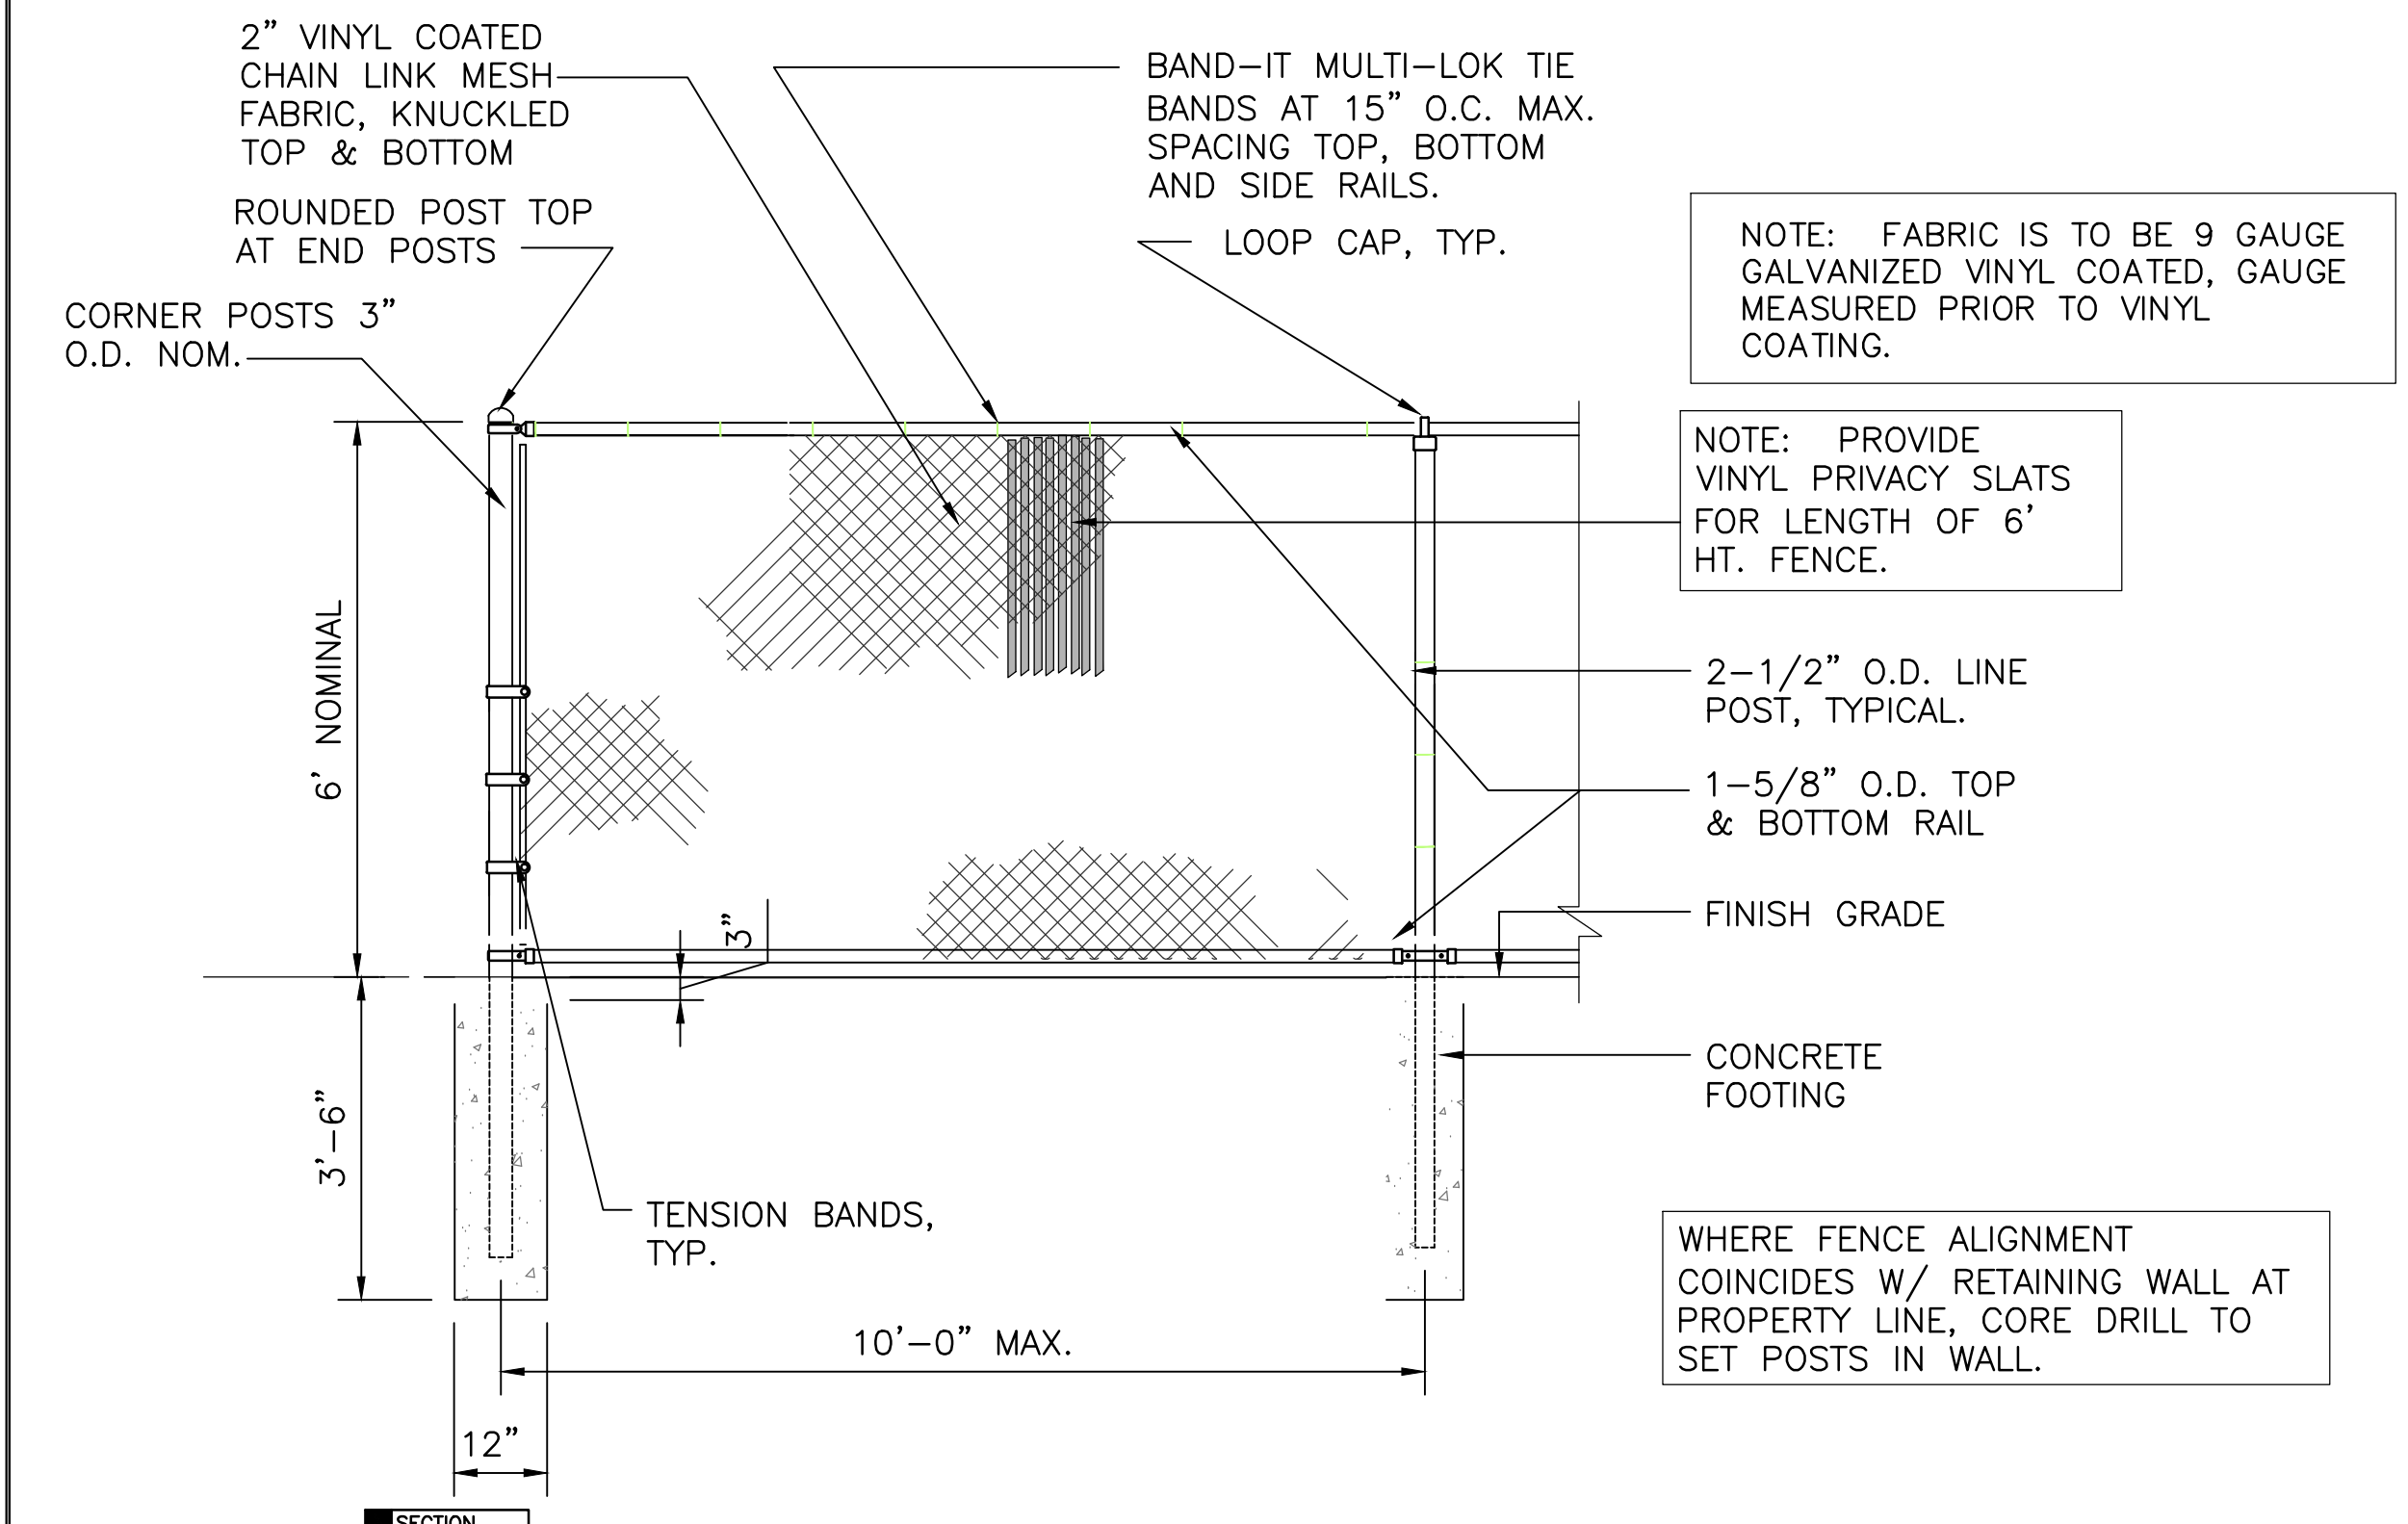 2” VINYL COATED
CHAIN LINK MESH
FABRIC, KNUCKLED
TOP & BOTTOM
ROUNDED POST TOP
AT END POSTS
CORNER POSTS 3”
O.D. NOM.
BAND-IT MULTI-LOK TIE
BANDS AT 15” O.C. MAX.
SPACING TOP, BOTTOM
AND SIDE RAILS.
LOOP CAP, TYP.
NOTE: FABRIC IS TO BE 9 GAUGE
GALVANIZED VINYL COATED, GAUGE
MEASURED PRIOR TO VINYL
COATING.
NOTE: PROVIDE
VINYL PRIVACY SLATS
FOR LENGTH OF 6’
HT. FENCE.
6’ NOMINAL
2-1/2” O.D. LINE
POST, TYPICAL.
1-5/8” O.D. TOP
& BOTTOM RAIL
3”
FINISH GRADE
CONCRETE
FOOTING
3’-6”
TENSION BANDS,
TYP.
WHERE FENCE ALIGNMENT
COINCIDES W/ RETAINING WALL AT
PROPERTY LINE, CORE DRILL TO
SET POSTS IN WALL.
10’-0” MAX.
12”
SECTION